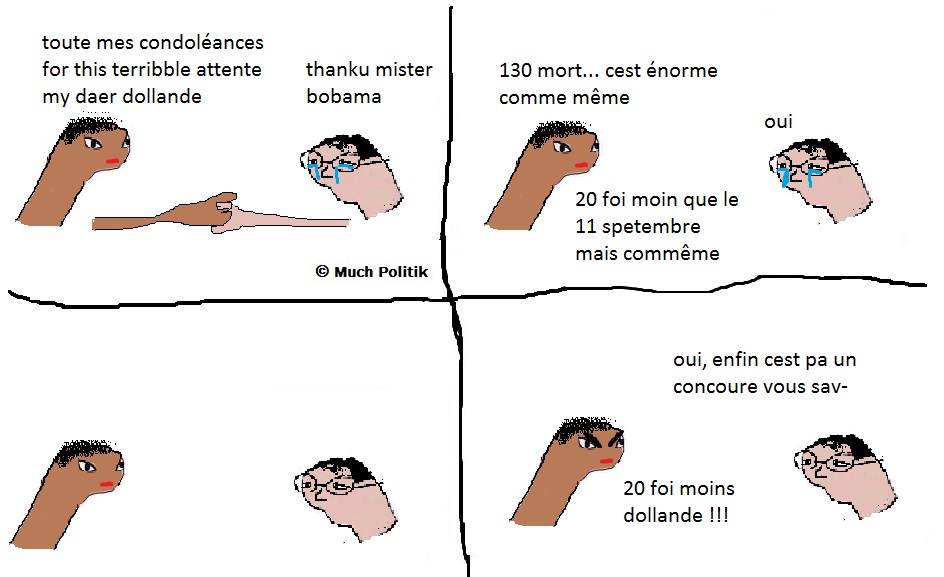 toute mes condoléances
for this terribble attente
my daer dollande
thanku mister
bobama
© Much Politik
130 mort... cest énorme
comme même
oui
20 foi moin que le
11 spetembre
mais commême
oui, enfin cest pa un
concoure vous sav-
20 foi moins
dollande !!!